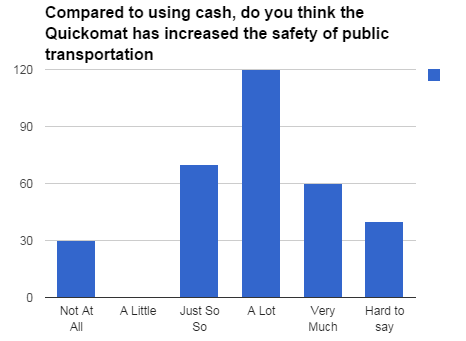 Compared to using cash, do you think the
Quickomat has increased the safety of public
transportation
120
90
60
30
0
Not At
All
A Little
Just So
So
A Lot
Very
Much
Hard to
say